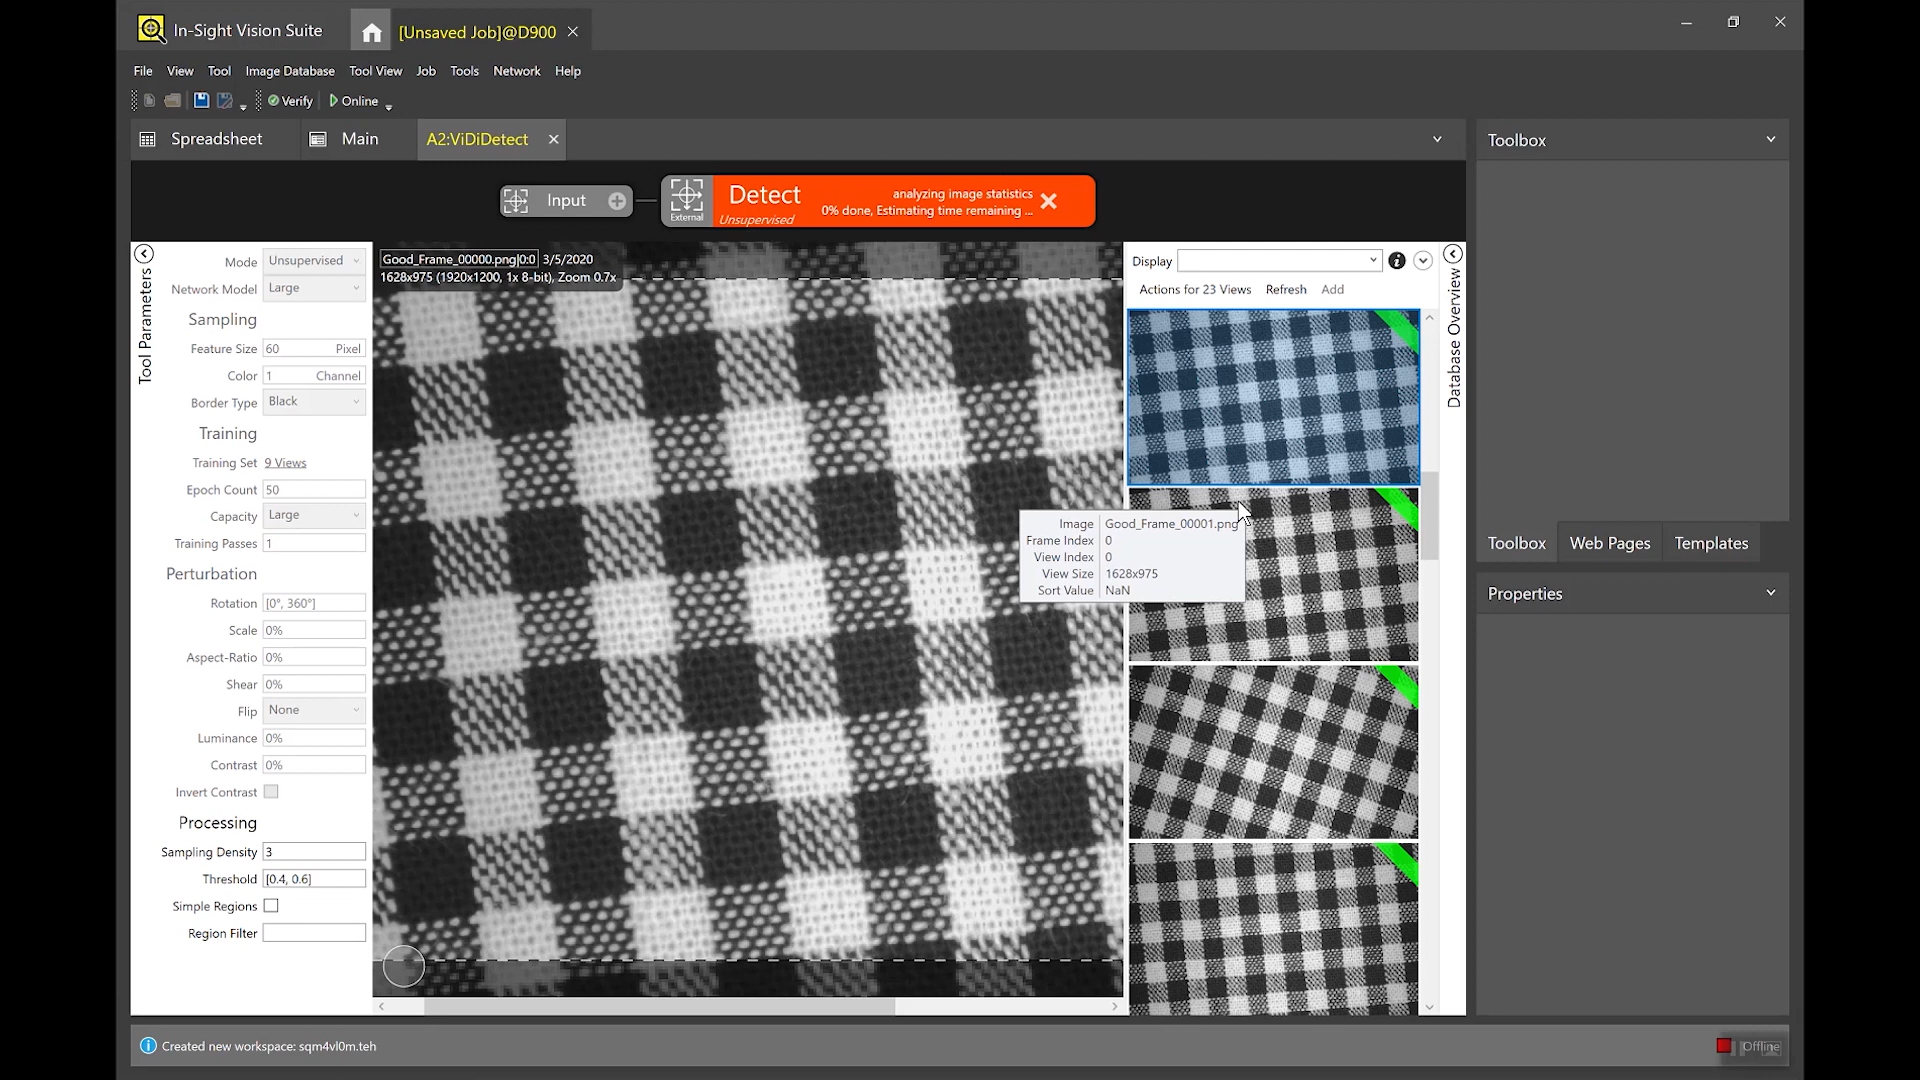 In-Sight Vision Suite
[Unsaved Job]@D900
File View Tool Image Database Tool View Job Tools Network Help
Verify Online
Spreadsheet Main A2:ViDiDetect
Toolbox
Input
External
Detect
Unsupervised
analyzing image statistics
0% done, Estimating time remaining ...
Tool Parameters
Mode Unsupervised
Network Model Large
Sampling
Feature Size 60 Pixel
Color 1 Channel
Border Type Black
Training
Training Set 9 Views
Epoch Count 50
Capacity Large
Training Passes 1
Perturbation
Rotation [0°, 360°]
Scale 0%
Aspect-Ratio 0%
Shear 0%
Flip None
Luminance 0%
Contrast 0%
Invert Contrast
Processing
Sampling Density 3
Threshold [0.4, 0.6]
Simple Regions
Region Filter
Good_Frame_00000.png|0:0 3/5/2020
1628x975 (1920x1200, 1x 8-bit), Zoom 0.7x
Display
Actions for 23 Views Refresh Add
Image Good_Frame_00001.png
Frame Index 0
View Index 0
View Size 1628x975
Sort Value NaN
Database Overview
Toolbox Web Pages Templates
Properties
Created new workspace: sqm4vl0m.teh
Offline